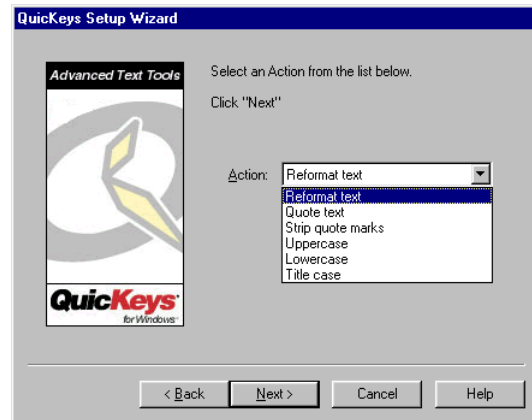 QuicKeys Setup Wizard
Advanced Text Tools
Select an Action from the list below.
Click "Next"
Action: Reformat text
Reformat text
Quote text
Strip quote marks
Uppercase
Lowercase
Title case
QuicKeys
for Windows
< Back Next > Cancel Help